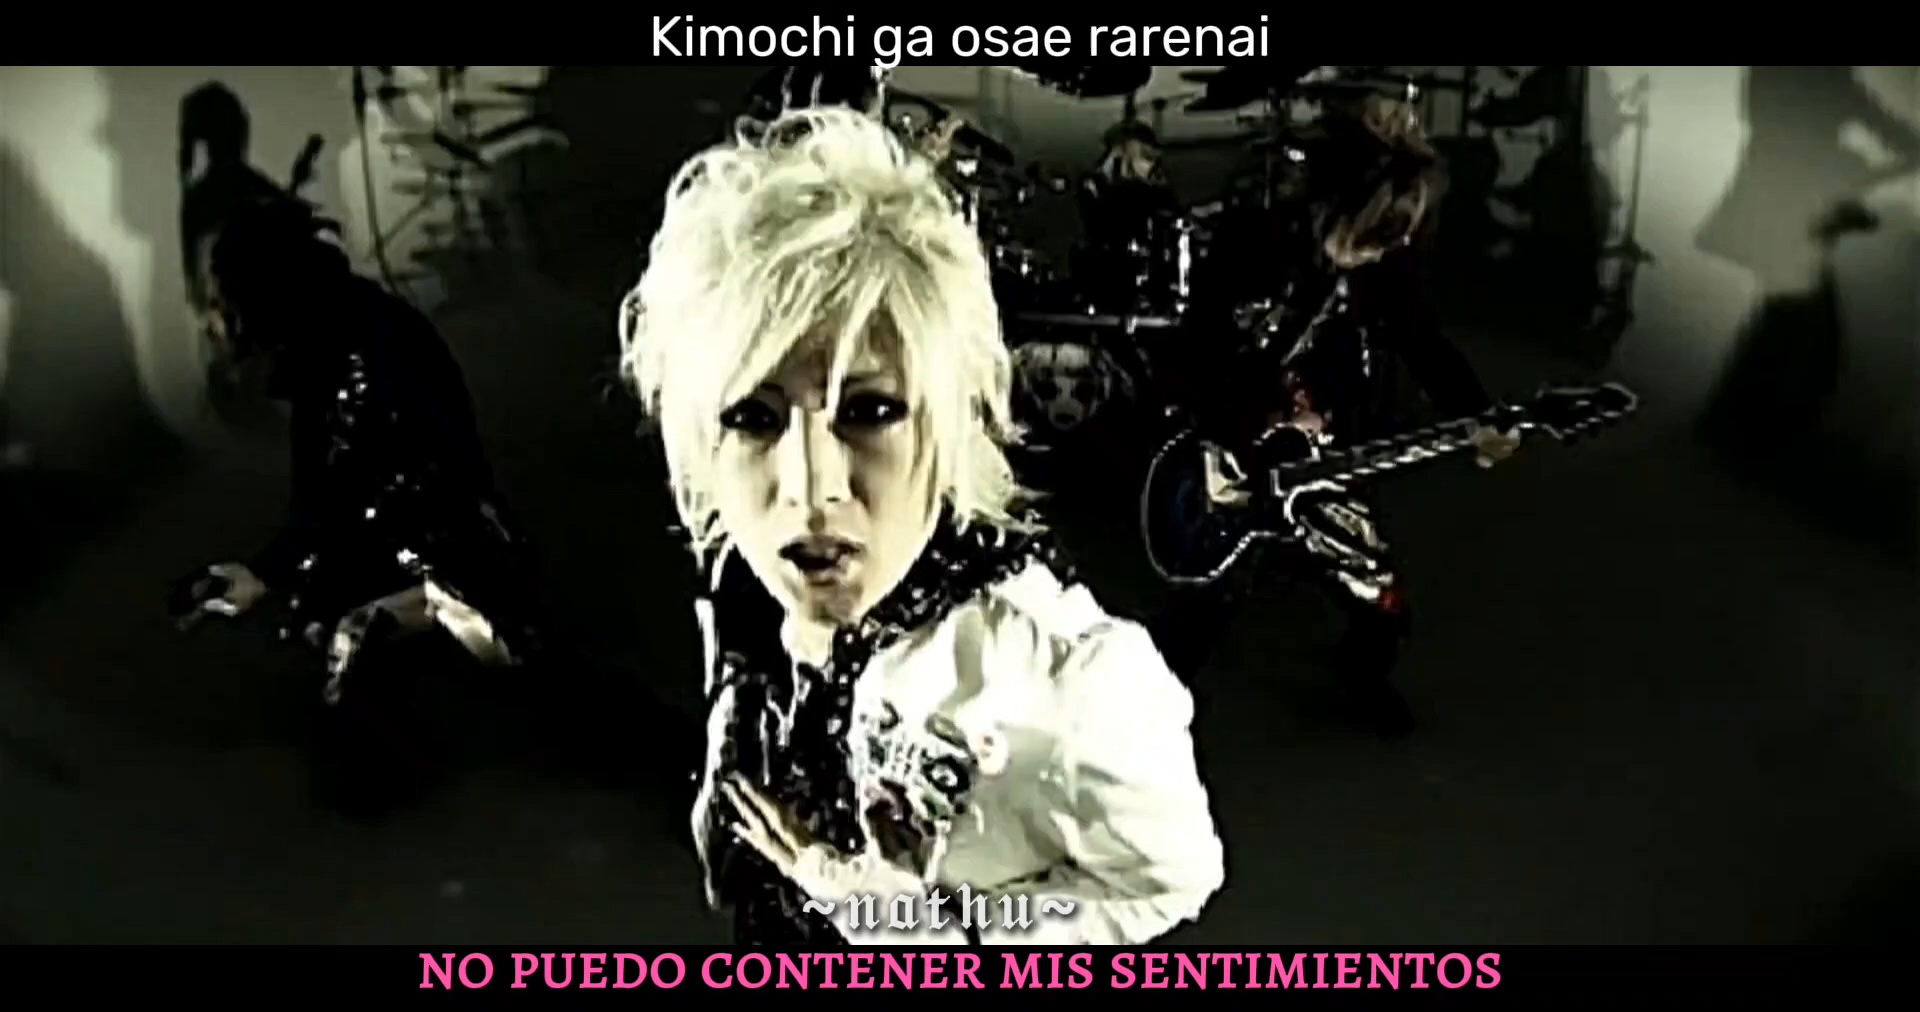 Kimochi ga osae rarenai
~nathu~
NO PUEDO CONTENER MIS SENTIMIENTOS